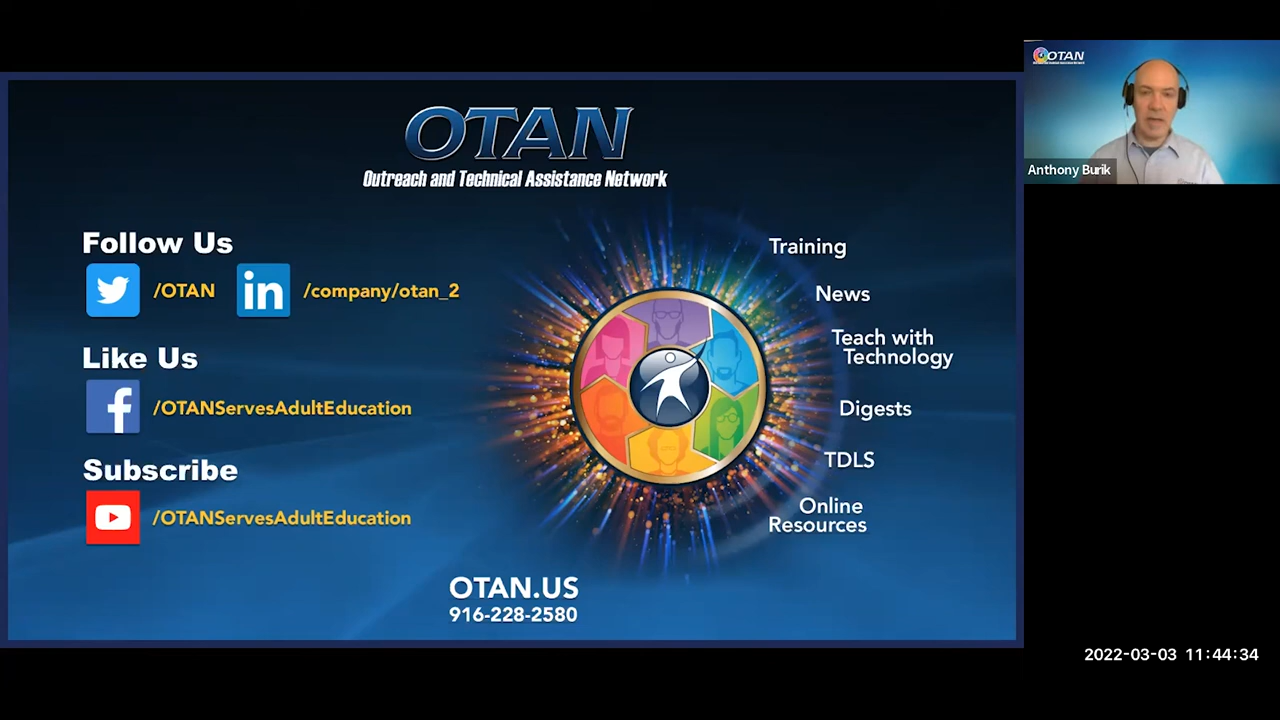 OTAN
Outreach and Technical Assistance Network
Follow Us
/OTAN
in
/company/otan_2
Like Us
f
/OTANServesAdultEducation
Subscribe
/OTANServesAdultEducation
Training
News
Teach with
Technology
Digests
TDLS
Online
Resources
OTAN.US
916-228-2580
OTAN
Anthony Burik
2022-03-03 11:44:34